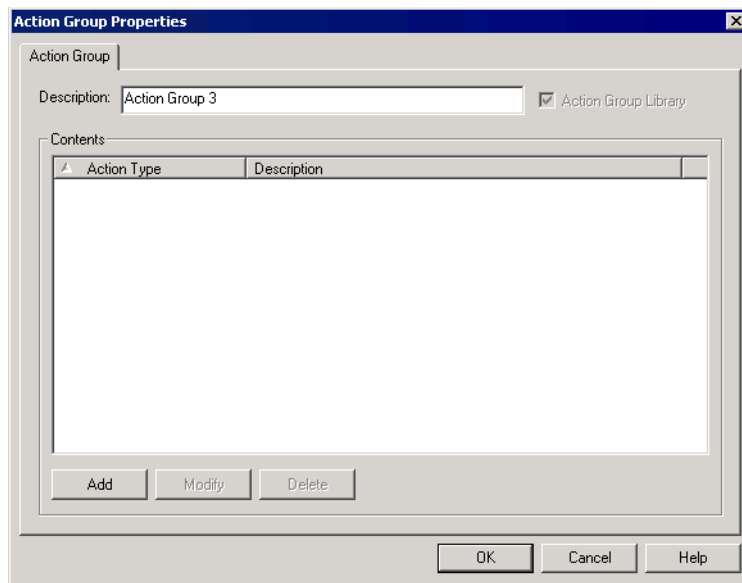 Action Group Properties
Action Group
Description: Action Group 3 Action Group Library
Contents
Action Type Description
Add Modify Delete
OK Cancel Help